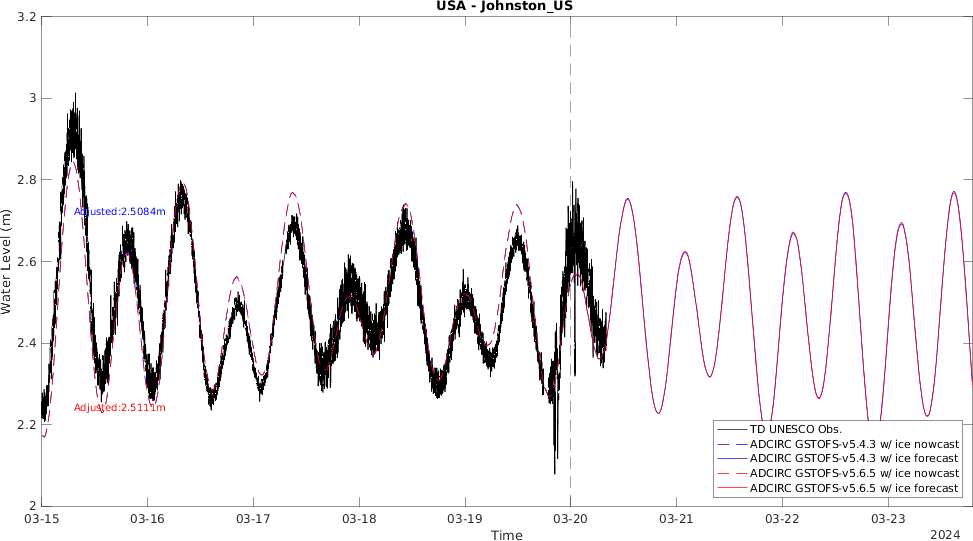 USA - Johnston_US
Water Level (m)
3.2
3
2.8
2.6
2.4
2.2
2
Adjusted:2.5084m
Adjusted:2.5111m
TD UNESCO Obs.
ADCIRC GSTOFS-v5.4.3 w/ ice nowcast
ADCIRC GSTOFS-v5.4.3 w/ ice forecast
ADCIRC GSTOFS-v5.6.5 w/ ice nowcast
ADCIRC GSTOFS-v5.6.5 w/ ice forecast
03-15 03-16 03-17 03-18 03-19 03-20 03-21 03-22 03-23
Time
2024